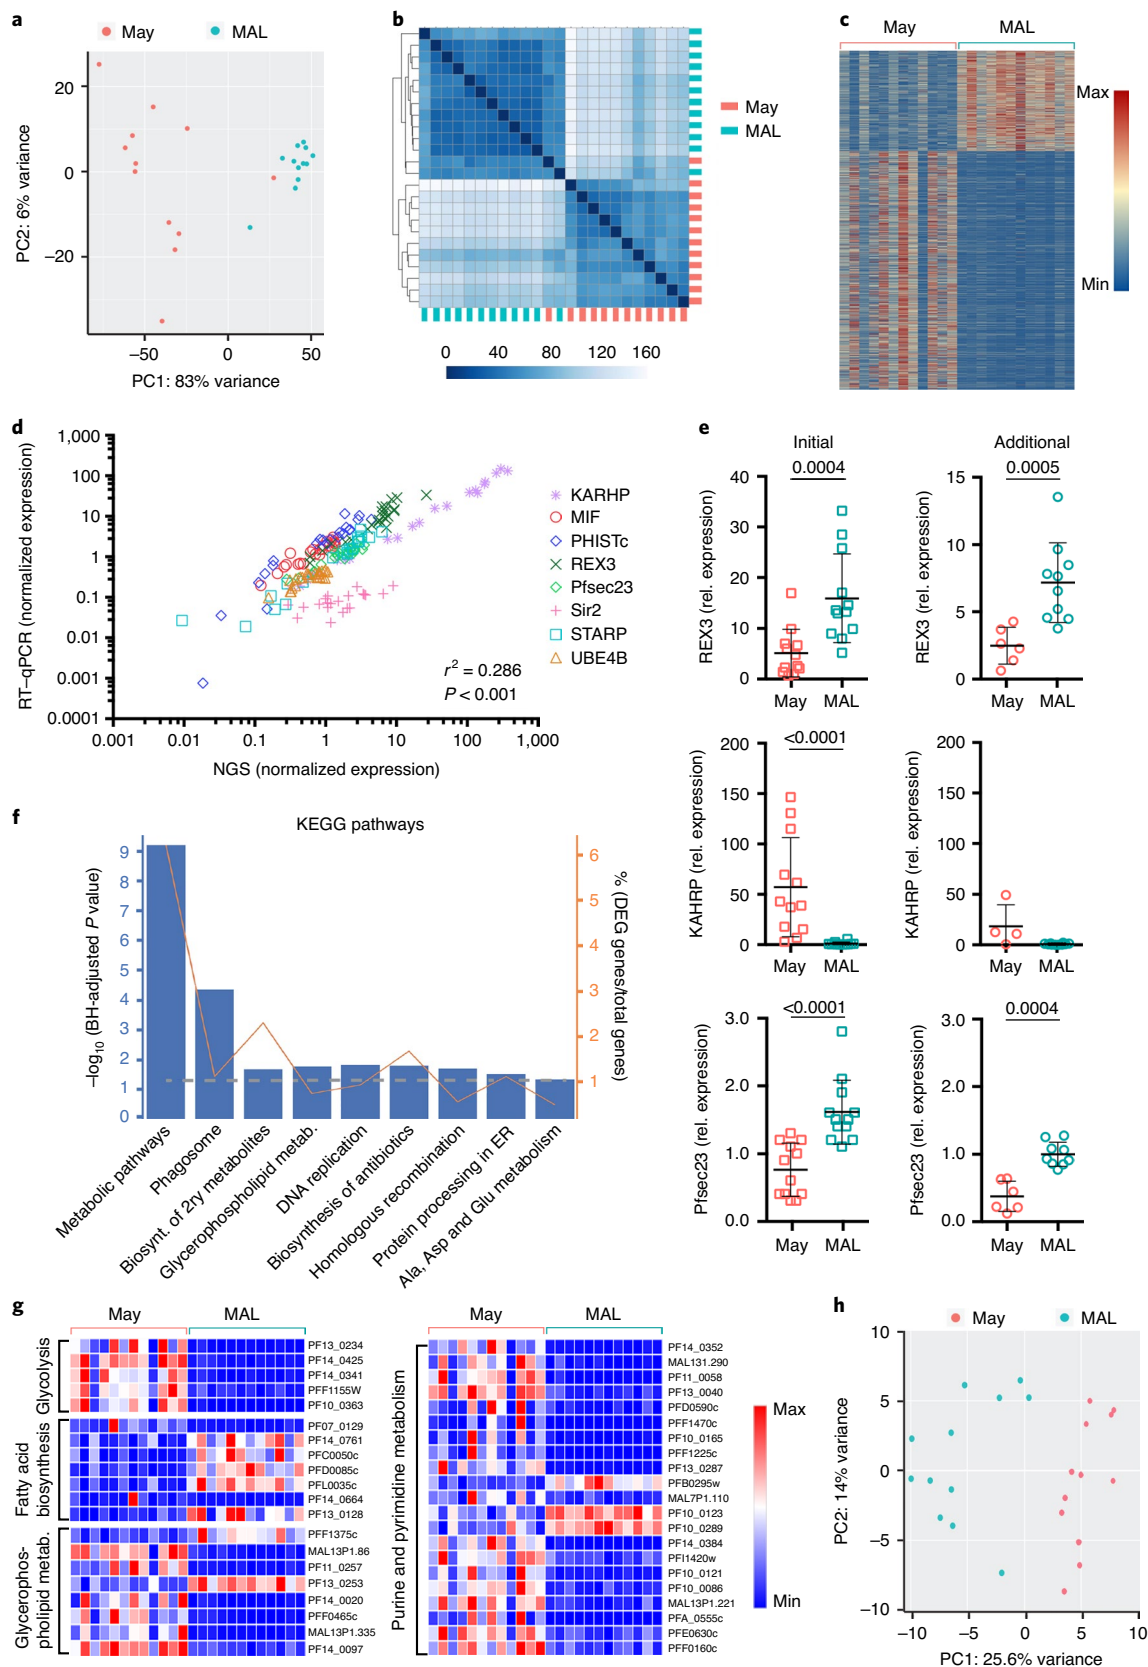 a
May
MAL
20
0
−20
−50
0
50
PC2: 6% variance
PC1: 83% variance
b
May
MAL
0
40
80
120
160
c
May
MAL
Max
Min
d
1,000
100
10
1
0.1
0.01
0.001
0.0001
0.001
0.01
0.1
1
10
100
1,000
RT–qPCR (normalized expression)
NGS (normalized expression)
r² = 0.286
P < 0.001
KARHP
MIF
PHISTc
REX3
Pfsec23
Sir2
STARP
UBE4B
e
Initial
0.0004
40
30
20
10
0
REX3 (rel. expression)
May
MAL
Additional
0.0005
15
10
5
0
REX3 (rel. expression)
May
MAL
<0.0001
200
150
100
50
0
KAHRP (rel. expression)
May
MAL
200
150
100
50
0
KAHRP (rel. expression)
May
MAL
<0.0001
3.0
2.0
1.0
0.0
Pfsec23 (rel. expression)
May
MAL
0.0004
3.0
2.0
1.0
0.0
Pfsec23 (rel. expression)
May
MAL
f
KEGG pathways
9
8
7
6
5
4
3
2
1
0
–log₁₀ (BH-adjusted P value)
6
5
4
3
2
1
% (DEG genes/total genes)
Metabolic pathways
Phagosome
Biosynt. of 2ry metabolites
Glycerophospholipid metab.
DNA replication
Biosynthesis of antibiotics
Homologous recombination
Protein processing in ER
Ala, Asp and Glu metabolism
g
May
MAL
Glycolysis
PF13_0234
PF14_0425
PF14_0341
PFF1155W
PF10_0363
Fatty acid
biosynthesis
PF07_0129
PF14_0761
PFC0050c
PFD0085c
PFL0035c
PF14_0664
PF13_0128
Glycerophos-
pholipid metab.
PFF1375c
MAL13P1.86
PF11_0257
PF13_0253
PF14_0020
PFF0465c
MAL13P1.335
PF14_0097
May
MAL
Purine and pyrimidine metabolism
PF14_0352
MAL131.290
PF11_0058
PF13_0040
PFD0590c
PFF1470c
PF10_0165
PFF1225c
PF13_0287
PFB0295w
MAL7P1.110
PF10_0123
PF10_0289
PF14_0384
PFI1420w
PF10_0121
PF10_0086
MAL13P1.221
PFA_0555c
PFE0630c
PFF0160c
Max
Min
h
May
MAL
10
5
0
−5
−10
−10
−5
0
5
10
PC2: 14% variance
PC1: 25.6% variance